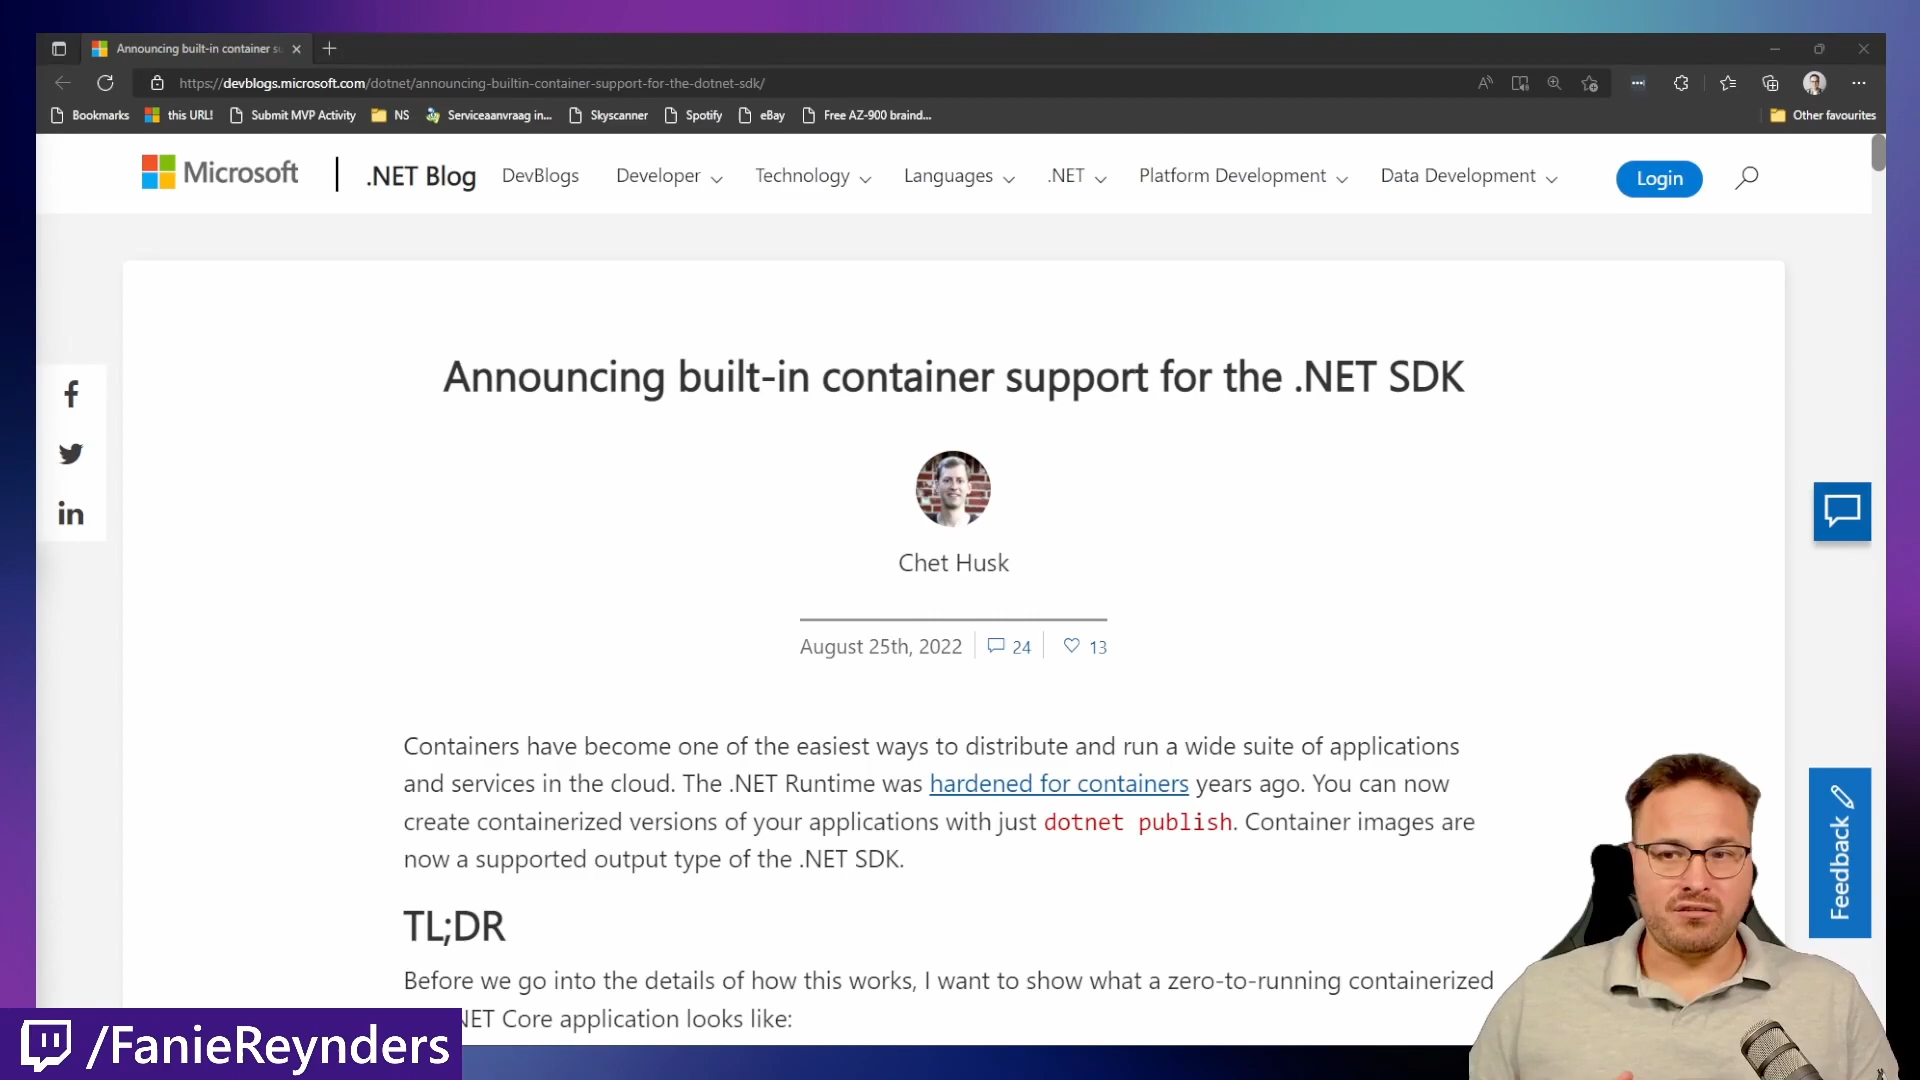 Announcing built-in container su
https://devblogs.microsoft.com/dotnet/announcing-builtin-container-support-for-the-dotnet-sdk/
Bookmarks this URL! Submit MVP Activity NS Serviceaanvraag in... Skyscanner Spotify eBay Free AZ-900 braind... Other favourites
Microsoft .NET Blog DevBlogs Developer Technology Languages .NET Platform Development Data Development Login
Announcing built-in container support for the .NET SDK
Chet Husk
August 25th, 2022 24 13
Containers have become one of the easiest ways to distribute and run a wide suite of applications
and services in the cloud. The .NET Runtime was hardened for containers years ago. You can now
create containerized versions of your applications with just dotnet publish. Container images are
now a supported output type of the .NET SDK.
TL;DR
Before we go into the details of how this works, I want to show what a zero-to-running containerized
NET Core application looks like:
Feedback
/FanieReynders